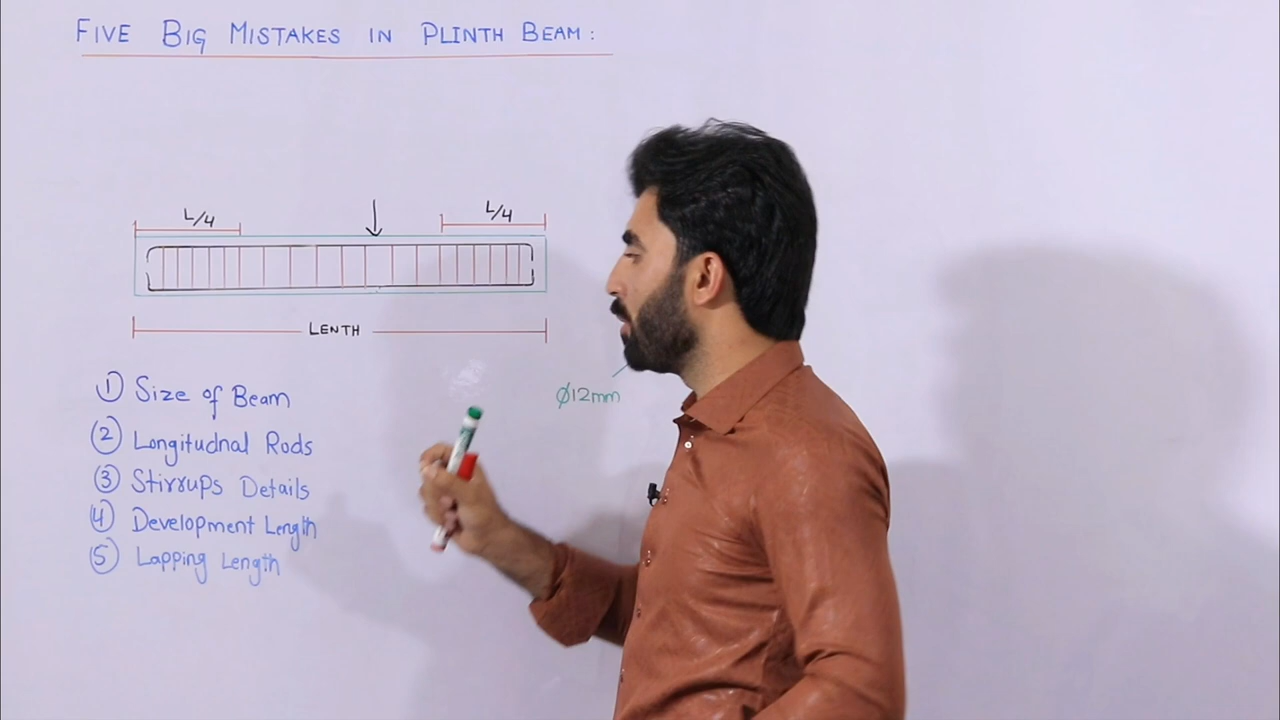 FIVE BIG MISTAKES IN PLINTH BEAM:
L/4 L/4
LENTH
Ø12mm
① Size of Beam
② Longitudnal Rods
③ Stirrups Details
④ Development Length
⑤ Lapping Length